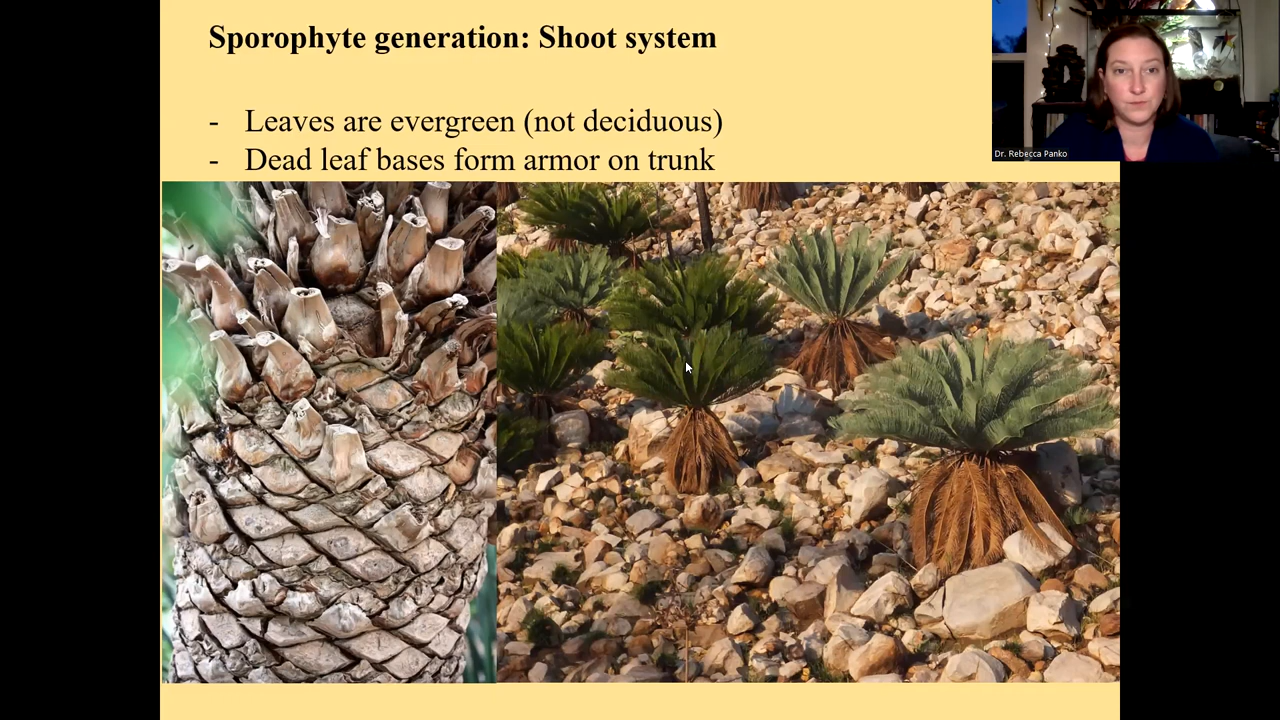 Sporophyte generation: Shoot system
- Leaves are evergreen (not deciduous)
- Dead leaf bases form armor on trunk
Dr. Rebecca Panko